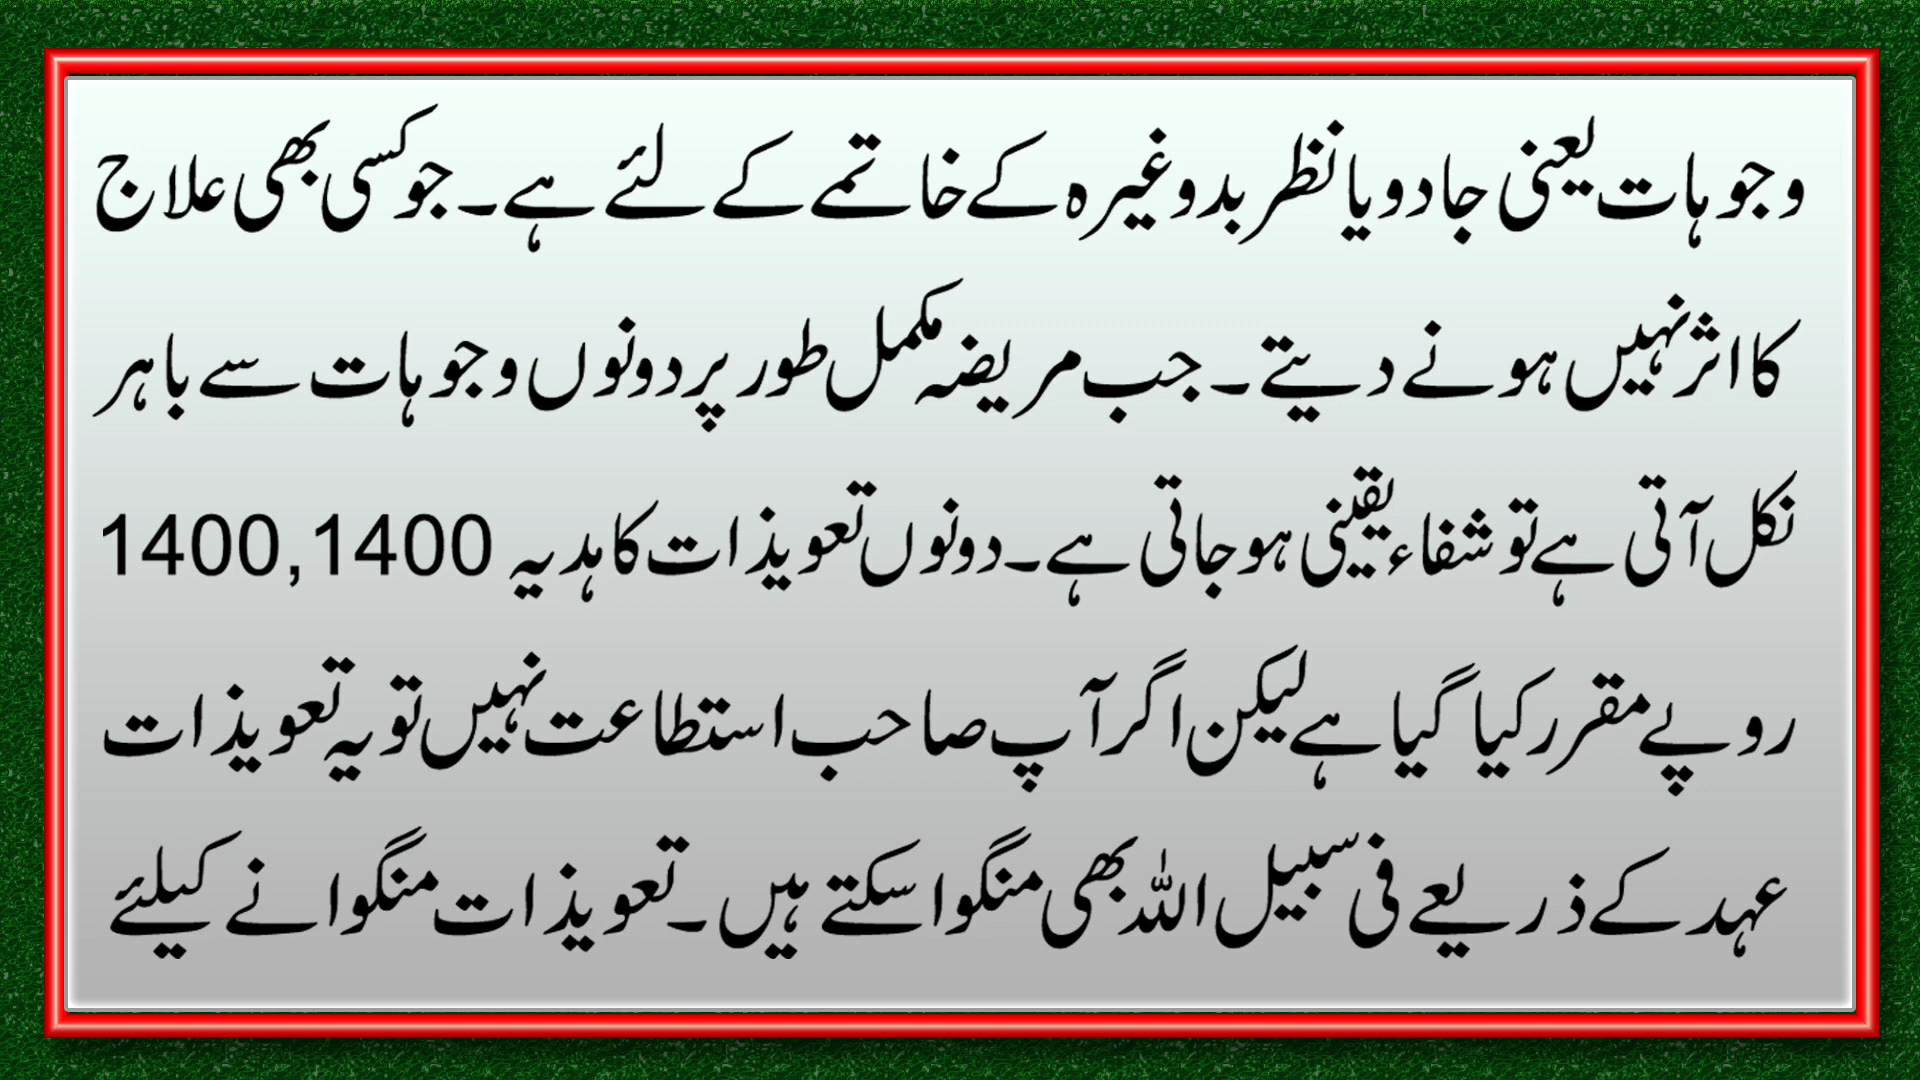 وجوہات یعنی جادو یا نظر بد وغیرہ کے خاتمے کے لئے ہے۔ جو کسی بھی علاج
کا اثر نہیں ہونے دیتے۔ جب مریضہ مکمل طور پر دونوں وجوہات سے باہر
نکل آتی ہے تو شفاء یقینی ہو جاتی ہے۔ دونوں تعویذات کا ہدیہ 1400,1400
روپے مقرر کیا گیا ہے لیکن اگر آپ صاحب استطاعت نہیں تو یہ تعویذات
عہد کے ذریعے فی سبیل اللہ بھی منگوا سکتے ہیں۔ تعویذات منگوانے کیلئے